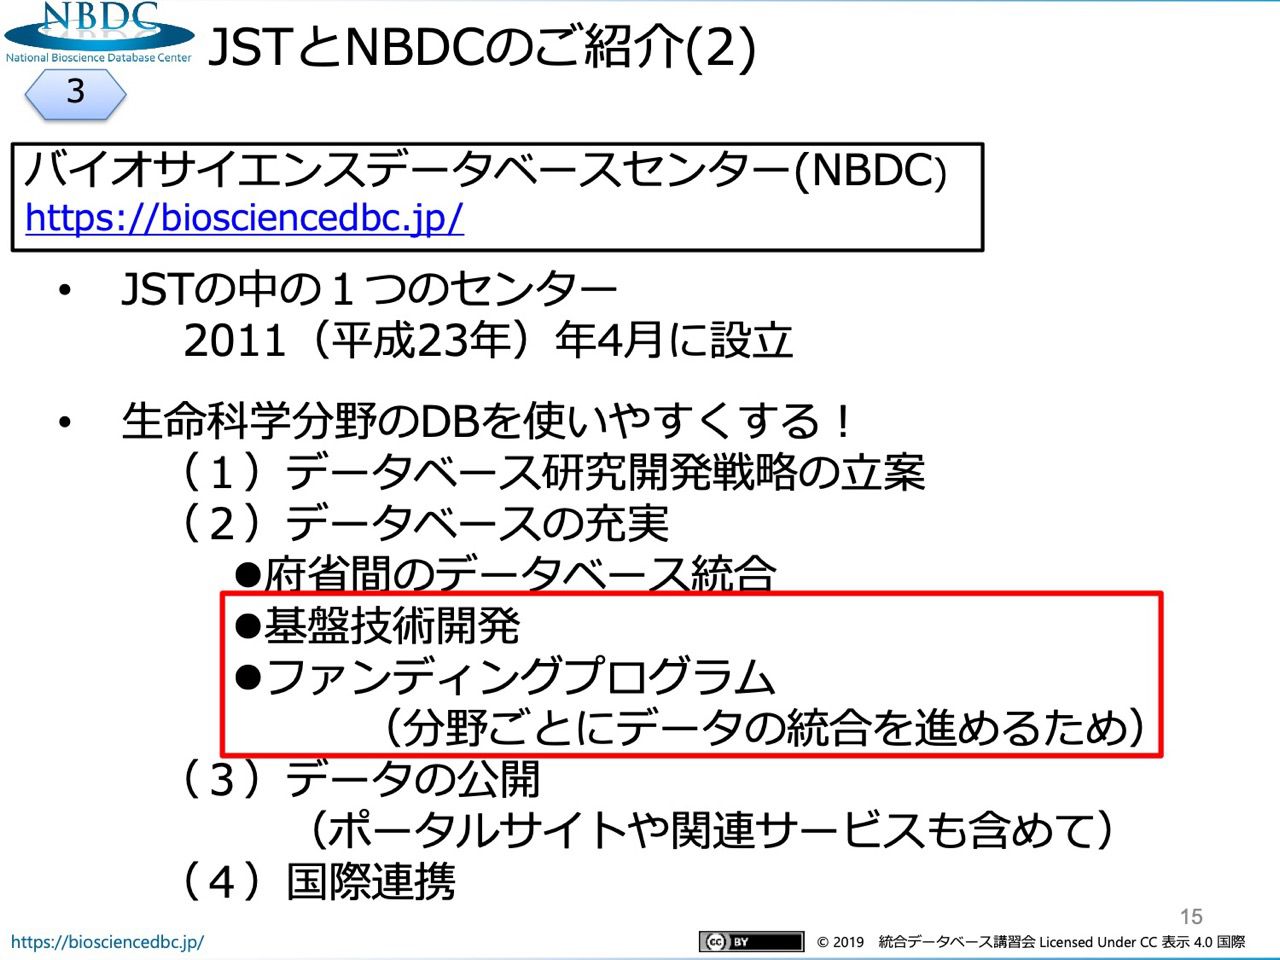 NBDC
National Bioscience Database Center
JSTとNBDCのご紹介(2)
3
バイオサイエンスデータベースセンター(NBDC)
https://biosciencedbc.jp/
• JSTの中の１つのセンター
2011（平成23年）年4月に設立
• 生命科学分野のDBを使いやすくする！
（１）データベース研究開発戦略の立案
（２）データベースの充実
●府省間のデータベース統合
●基盤技術開発
●ファンディングプログラム
（分野ごとにデータの統合を進めるため）
（３）データの公開
（ポータルサイトや関連サービスも含めて）
（４）国際連携
15
https://biosciencedbc.jp/
cc BY © 2019 統合データベース講習会 Licensed Under CC 表示 4.0 国際